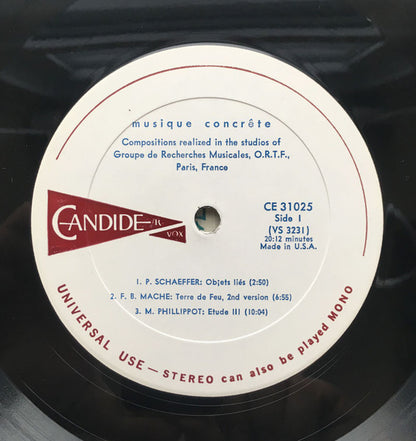 musique concrête
Compositions realized in the studios of
Groupe de Recherches Musicales, O.R.T.F.,
Paris, France
CANDIDE
VOX
CE 31025
Side I
(VS 3231)
20:12 minutes
Made in U.S.A.
1. P. SCHAEFFER: Objets liés (2:50)
2. F. B. MACHE: Terre de Feu, 2nd version (6:55)
3. M. PHILLIPPOT: Etude III (10:04)
UNIVERSAL USE — STEREO can also be played MONO